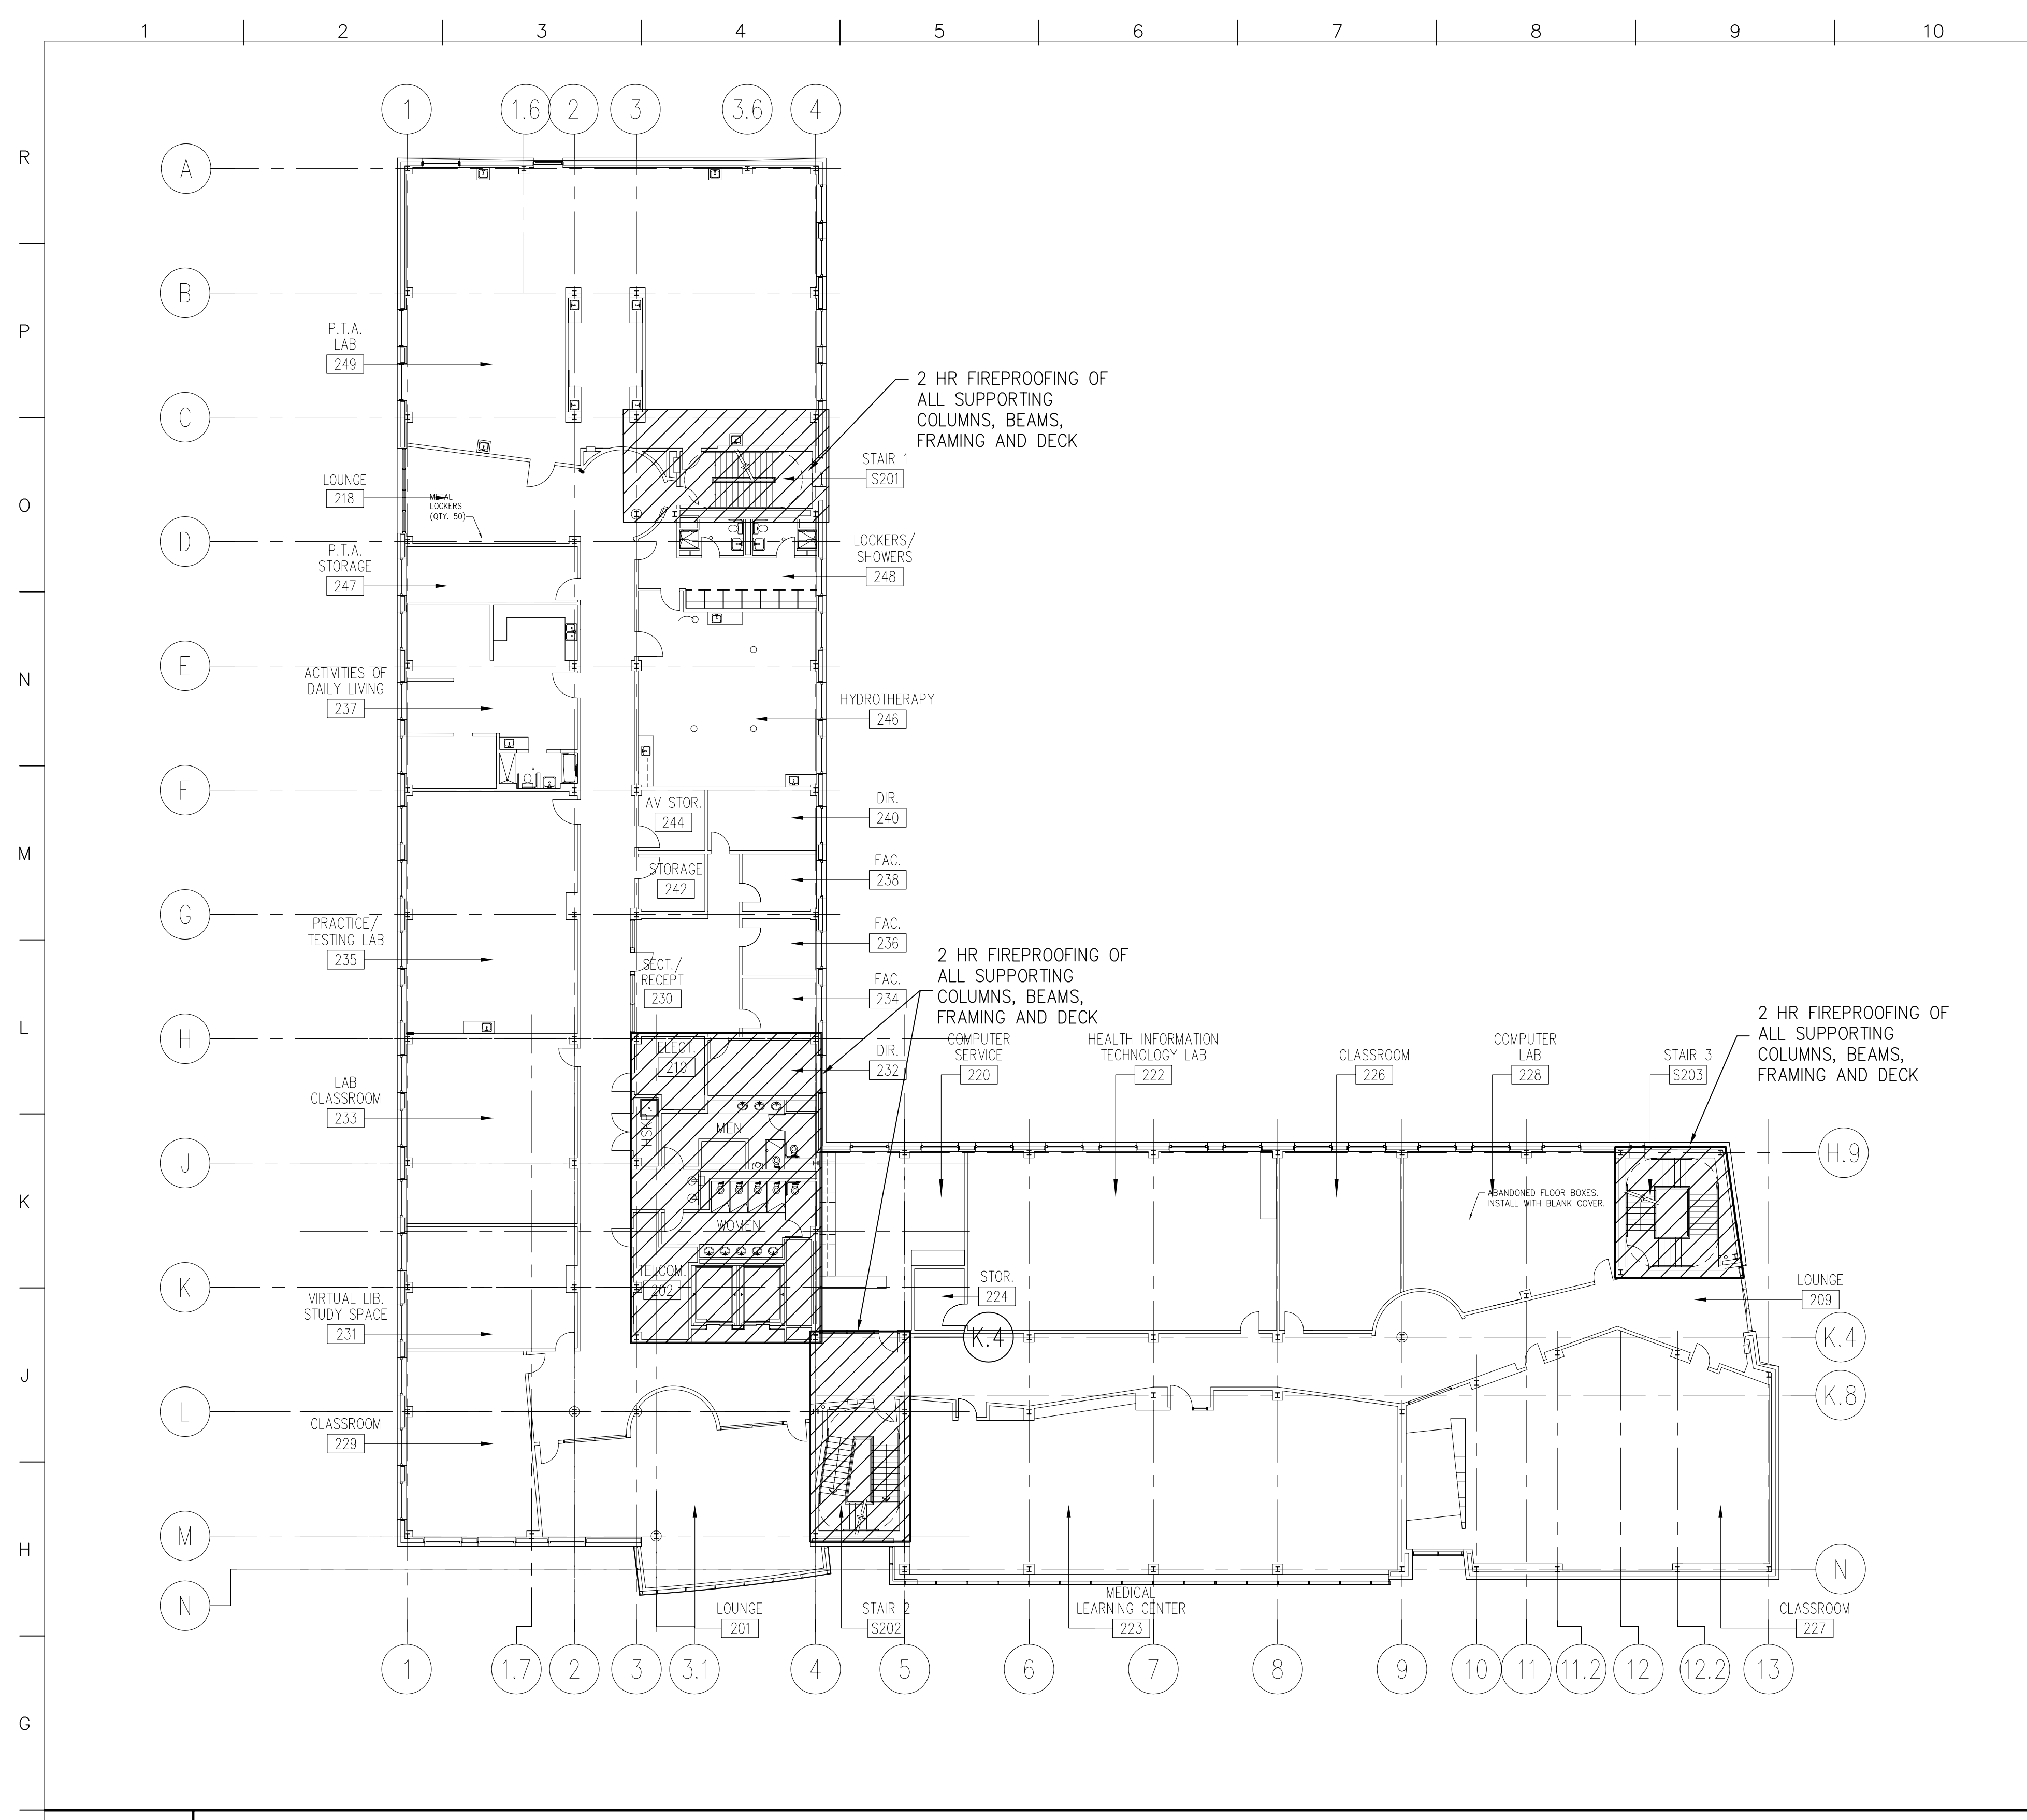 1 2 3 4 5 6 7 8 9 10
1 1.6 2 3 3.6 4
R
A
B
P
P.T.A.
LAB
249
2 HR FIREPROOFING OF
ALL SUPPORTING
COLUMNS, BEAMS,
FRAMING AND DECK
C
STAIR 1
S201
LOUNGE
218
METAL
LOCKERS
(QTY. 50)
O
D
P.T.A.
STORAGE
247
LOCKERS/
SHOWERS
248
E
N
ACTIVITIES OF
DAILY LIVING
237
HYDROTHERAPY
246
F
AV STOR.
244
DIR.
240
M
STORAGE
242
FAC.
238
G
PRACTICE/
TESTING LAB
235
FAC.
236
SECT./
RECEPT
230
FAC.
234
2 HR FIREPROOFING OF
ALL SUPPORTING
COLUMNS, BEAMS,
FRAMING AND DECK
2 HR FIREPROOFING OF
ALL SUPPORTING
COLUMNS, BEAMS,
FRAMING AND DECK
L
H
ELECT.
210
DIR.
232
COMPUTER
SERVICE
220
HEALTH INFORMATION
TECHNOLOGY LAB
222
CLASSROOM
226
COMPUTER
LAB
228
STAIR 3
S203
LAB
CLASSROOM
233
HSKP
MEN
J
H.9
K
ABANDONED FLOOR BOXES.
INSTALL WITH BLANK COVER.
WOMEN
TELCOM.
202
K
STOR.
224
LOUNGE
209
VIRTUAL LIB.
STUDY SPACE
231
K.4
K.4
J
K.8
L
CLASSROOM
229
M
H
N
N
LOUNGE
201
STAIR 2
S202
MEDICAL
LEARNING CENTER
223
CLASSROOM
227
1 1.7 2 3 3.1 4 5 6 7 8 9 10 11 11.2 12 12.2 13
G